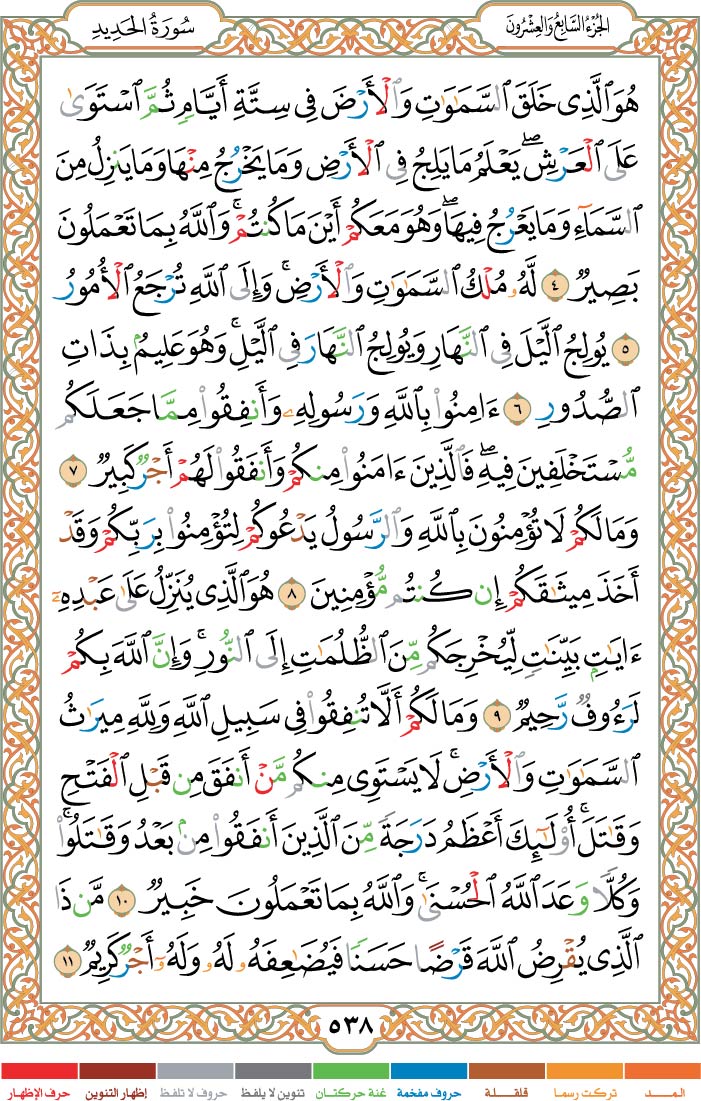 الجُزْءُ السَّابِعُ وَالعِشْرُونَ
سُورَةُ الحَدِيدِ
هُوَ ٱلَّذِى خَلَقَ ٱلسَّمَٰوَٰتِ وَٱلْأَرْضَ فِى سِتَّةِ أَيَّامٍ ثُمَّ ٱسْتَوَىٰ
عَلَى ٱلْعَرْشِ ۖ يَعْلَمُ مَا يَلِجُ فِى ٱلْأَرْضِ وَمَا يَخْرُجُ مِنْهَا وَمَا يَنزِلُ مِنَ
ٱلسَّمَآءِ وَمَا يَعْرُجُ فِيهَا ۖ وَهُوَ مَعَكُمْ أَيْنَ مَا كُنتُمْ ۚ وَٱللَّهُ بِمَا تَعْمَلُونَ
بَصِيرٌ ٤ لَّهُۥ مُلْكُ ٱلسَّمَٰوَٰتِ وَٱلْأَرْضِ ۚ وَإِلَى ٱللَّهِ تُرْجَعُ ٱلْأُمُورُ
٥ يُولِجُ ٱلَّيْلَ فِى ٱلنَّهَارِ وَيُولِجُ ٱلنَّهَارَ فِى ٱلَّيْلِ ۚ وَهُوَ عَلِيمٌۢ بِذَاتِ
ٱلصُّدُورِ ٦ ءَامِنُوا۟ بِٱللَّهِ وَرَسُولِهِۦ وَأَنفِقُوا۟ مِمَّا جَعَلَكُم
مُّسْتَخْلَفِينَ فِيهِ ۖ فَٱلَّذِينَ ءَامَنُوا۟ مِنكُمْ وَأَنفَقُوا۟ لَهُمْ أَجْرٌ كَبِيرٌ ٧
وَمَا لَكُمْ لَا تُؤْمِنُونَ بِٱللَّهِ وَٱلرَّسُولُ يَدْعُوكُمْ لِتُؤْمِنُوا۟ بِرَبِّكُمْ وَقَدْ
أَخَذَ مِيثَٰقَكُمْ إِن كُنتُم مُّؤْمِنِينَ ٨ هُوَ ٱلَّذِى يُنَزِّلُ عَلَىٰ عَبْدِهِۦٓ
ءَايَٰتٍۭ بَيِّنَٰتٍ لِّيُخْرِجَكُم مِّنَ ٱلظُّلُمَٰتِ إِلَى ٱلنُّورِ ۚ وَإِنَّ ٱللَّهَ بِكُمْ
لَرَءُوفٌ رَّحِيمٌ ٩ وَمَا لَكُمْ أَلَّا تُنفِقُوا۟ فِى سَبِيلِ ٱللَّهِ وَلِلَّهِ مِيرَٰثُ
ٱلسَّمَٰوَٰتِ وَٱلْأَرْضِ ۚ لَا يَسْتَوِى مِنكُم مَّنْ أَنفَقَ مِن قَبْلِ ٱلْفَتْحِ
وَقَٰتَلَ ۚ أُو۟لَٰٓئِكَ أَعْظَمُ دَرَجَةً مِّنَ ٱلَّذِينَ أَنفَقُوا۟ مِنۢ بَعْدُ وَقَٰتَلُوا۟ ۚ
وَكُلًّا وَعَدَ ٱللَّهُ ٱلْحُسْنَىٰ ۚ وَٱللَّهُ بِمَا تَعْمَلُونَ خَبِيرٌ ١٠ مَّن ذَا
ٱلَّذِى يُقْرِضُ ٱللَّهَ قَرْضًا حَسَنًا فَيُضَٰعِفَهُۥ لَهُۥ وَلَهُۥٓ أَجْرٌ كَرِيمٌ ١١
٥٣٨
المـــد تركت رسما قلقـلـة حروف مفخمة غنة حركتـان تنوين لا يلفظ حروف لا تلفظ إظهار التنوين حرف الإظهار